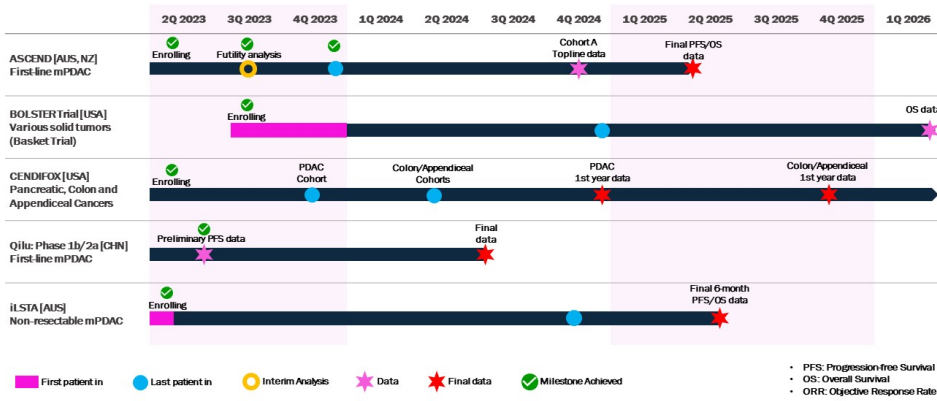 2Q 2023 3Q 2023 4Q 2023 1Q 2024 2Q 2024 3Q 2024 4Q 2024 1Q 2025 2Q 2025 3Q 2025 4Q 2025 1Q 2026
ASCEND [AUS, NZ]
First-line mPDAC
Enrolling
Futility analysis
Cohort A
Topline data
Final PFS/OS
data
BOLSTER Trial [USA]
Various solid tumors
(Basket Trial)
Enrolling
OS data
CENDIFOX [USA]
Pancreatic, Colon and
Appendiceal Cancers
Enrolling
PDAC
Cohort
Colon/Appendiceal
Cohorts
PDAC
1st year data
Colon/Appendiceal
1st year data
Qilu: Phase 1b/2a [CHN]
First-line mPDAC
Preliminary PFS data
Final
data
iLSTA [AUS]
Non-resectable mPDAC
Enrolling
Final 6-month
PFS/OS data
First patient in
Last patient in
Interim Analysis
Data
Final data
Milestone Achieved
• PFS: Progression-free Survival
• OS: Overall Survival
• ORR: Objective Response Rate